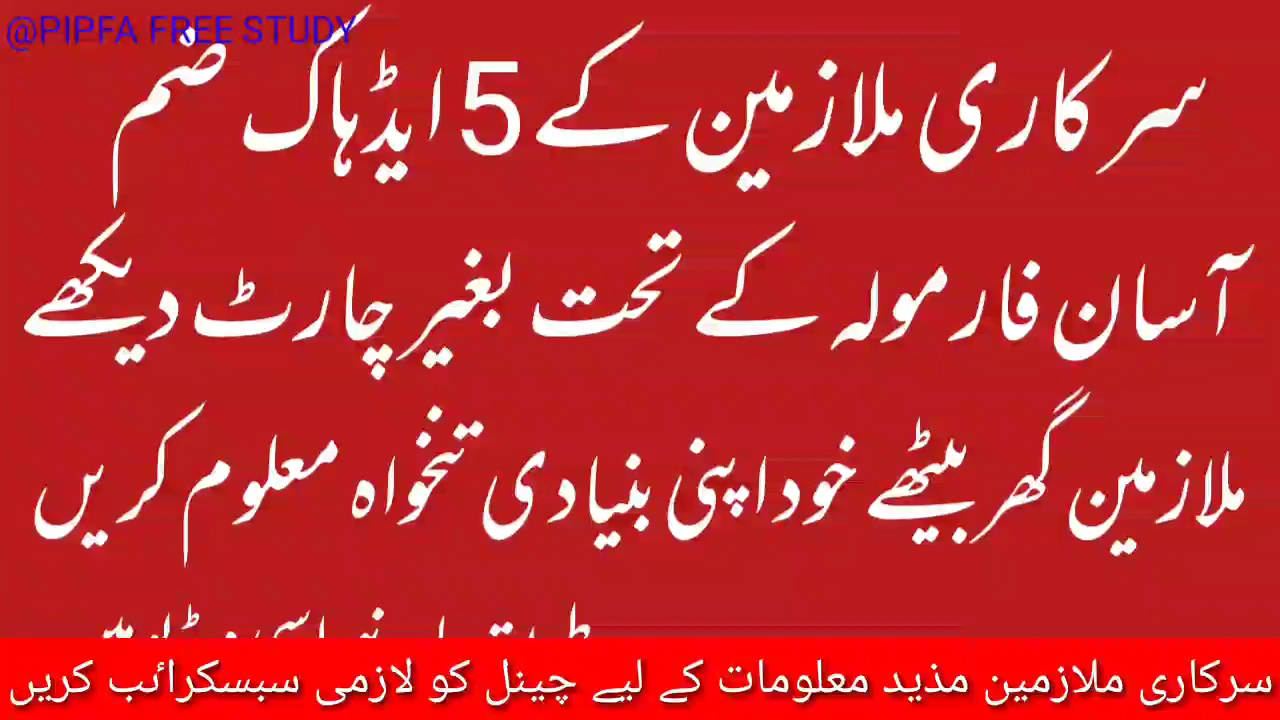 @PIPFA FREE STUDY
سرکاری ملازمین کے 5 ایڈہاک ضم
آسان فارمولہ کے تحت بغیر چارٹ دیکھے
ملازمین گھر بیٹھے خود اپنی بنیادی تنخواہ معلوم کریں
سرکاری ملازمین مذید معلومات کے لیے چینل کو لازمی سبسکرائب کریں